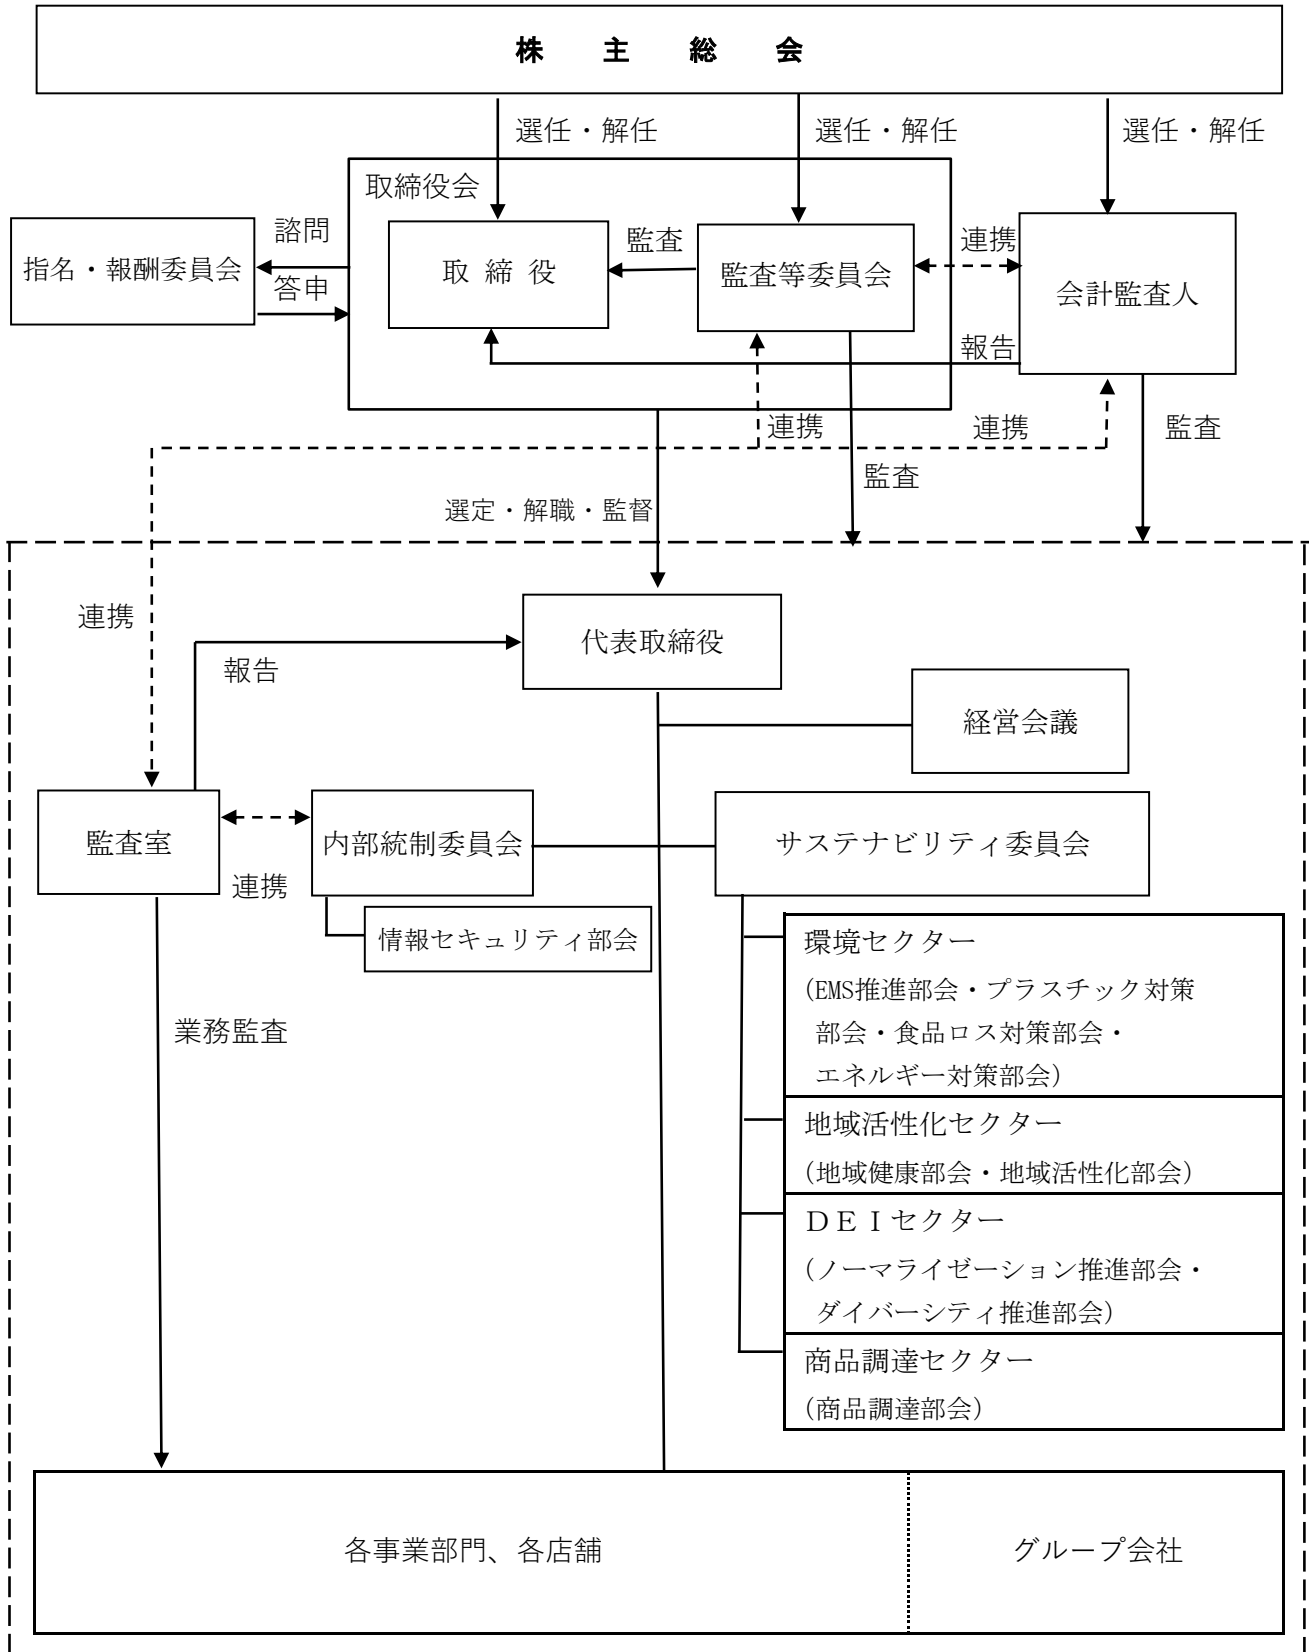 株 主 総 会
選任・解任
選任・解任
選任・解任
取締役会
指名・報酬委員会
諮問
答申
取 締 役
監査
監査等委員会
連携
会計監査人
報告
連携
連携
監査
監査
選定・解職・監督
連携
報告
代表取締役
経営会議
監査室
連携
内部統制委員会
サステナビリティ委員会
情報セキュリティ部会
業務監査
環境セクター
(EMS推進部会・プラスチック対策
部会・食品ロス対策部会・
エネルギー対策部会)
地域活性化セクター
(地域健康部会・地域活性化部会)
ＤＥＩセクター
(ノーマライゼーション推進部会・
ダイバーシティ推進部会)
商品調達セクター
(商品調達部会)
各事業部門、各店舗
グループ会社